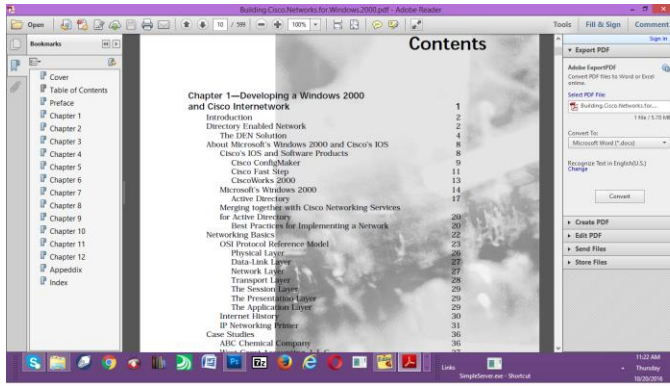 Building.Cisco.Networks.for.Windows.2000.pdf - Adobe Reader
Open
10 / 598
100%
Tools
Fill & Sign
Comment
Sign In
Bookmarks
Cover
Table of Contents
Preface
Chapter 1
Chapter 2
Chapter 3
Chapter 4
Chapter 5
Chapter 6
Chapter 7
Chapter 8
Chapter 9
Chapter 10
Chapter 11
Chapter 12
Appeddix
Index
Contents
Chapter 1—Developing a Windows 2000
and Cisco Internetwork 1
Introduction 2
Directory Enabled Network 2
The DEN Solution 4
About Microsoft's Windows 2000 and Cisco's IOS 8
Cisco's IOS and Software Products 8
Cisco ConfigMaker 9
Cisco Fast Step 11
CiscoWorks 2000 13
Microsoft's Windows 2000 14
Active Directory 17
Merging together with Cisco Networking Services
for Active Directory 20
Best Practices for Implementing a Network 20
Networking Basics 22
OSI Protocol Reference Model 23
Physical Layer 26
Data-Link Layer 27
Network Layer 27
Transport Layer 28
The Session Layer 29
The Presentation Layer 29
The Application Layer 29
Internet History 30
IP Networking Primer 31
Case Studies 36
ABC Chemical Company 36
Export PDF
Adobe ExportPDF
Convert PDF files to Word or Excel
online.
Select PDF File:
Building.Cisco.Networks.for...
1 file / 5.70 MB
Convert To:
Microsoft Word (*.docx)
Recognize Text in English(U.S.)
Change
Convert
Create PDF
Edit PDF
Send Files
Store Files
Links
SimpleServer.exe - Shortcut
11:22 AM
Thursday
10/20/2016